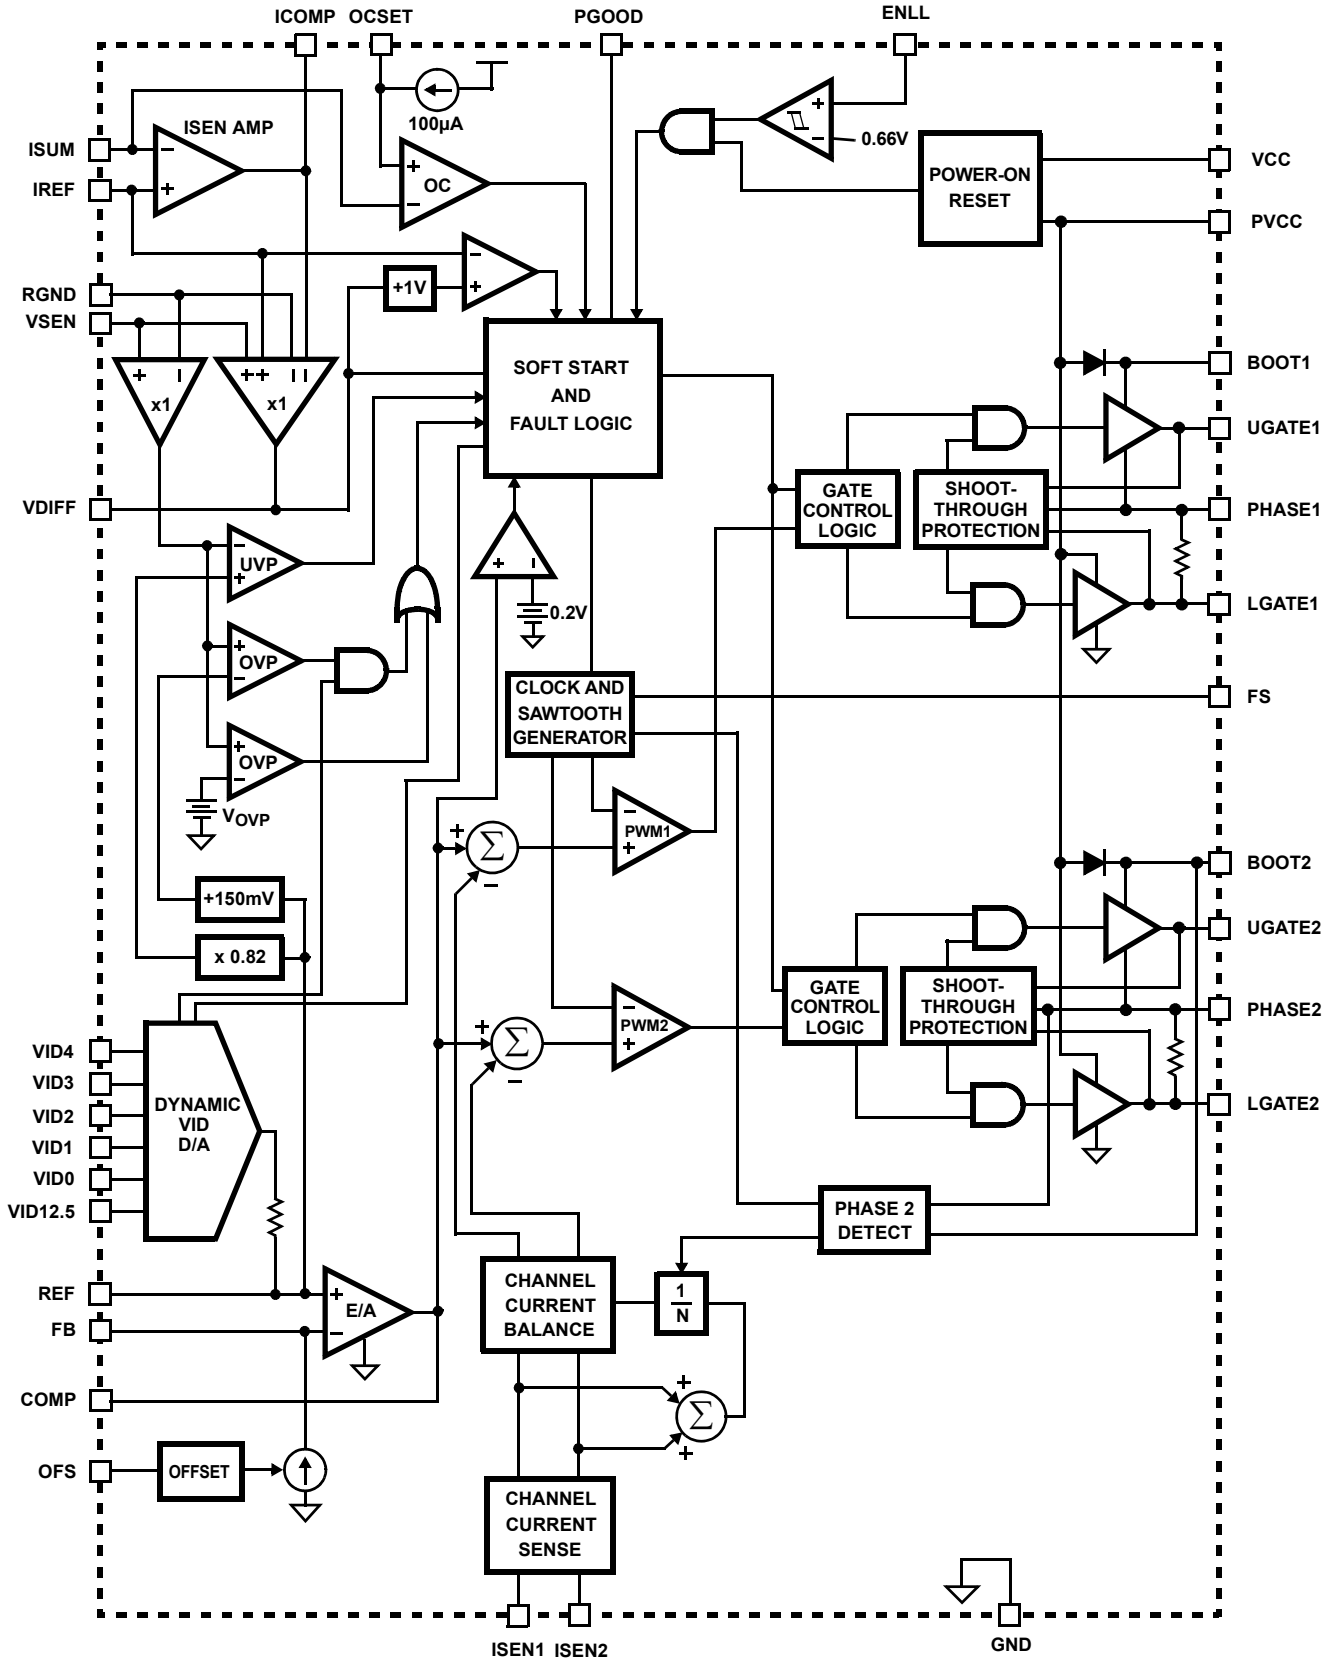 ICOMP OCSET PGOOD ENLL
ISUM
IREF
ISEN AMP
-
+
100µA
+
-
OC
+
-
0.66V
POWER-ON
RESET
VCC
PVCC
RGND
VSEN
+1V
-
+
+ -
x1
++ --
x1
SOFT START
AND
FAULT LOGIC
BOOT1
UGATE1
PHASE1
LGATE1
GATE
CONTROL
LOGIC
SHOOT-
THROUGH
PROTECTION
VDIFF
-
+
UVP
+
-
OVP
+
-
OVP
VOVP
+ -
0.2V
CLOCK AND
SAWTOOTH
GENERATOR
FS
-
+
PWM1
+
Σ
-
+150mV
x 0.82
BOOT2
UGATE2
PHASE2
LGATE2
GATE
CONTROL
LOGIC
SHOOT-
THROUGH
PROTECTION
-
+
PWM2
+
Σ
-
VID4
VID3
VID2
VID1
VID0
VID12.5
DYNAMIC
VID
D/A
PHASE 2
DETECT
REF
FB
COMP
+
-
E/A
CHANNEL
CURRENT
BALANCE
1
N
+
Σ
+
OFS
OFFSET
CHANNEL
CURRENT
SENSE
ISEN1 ISEN2
GND